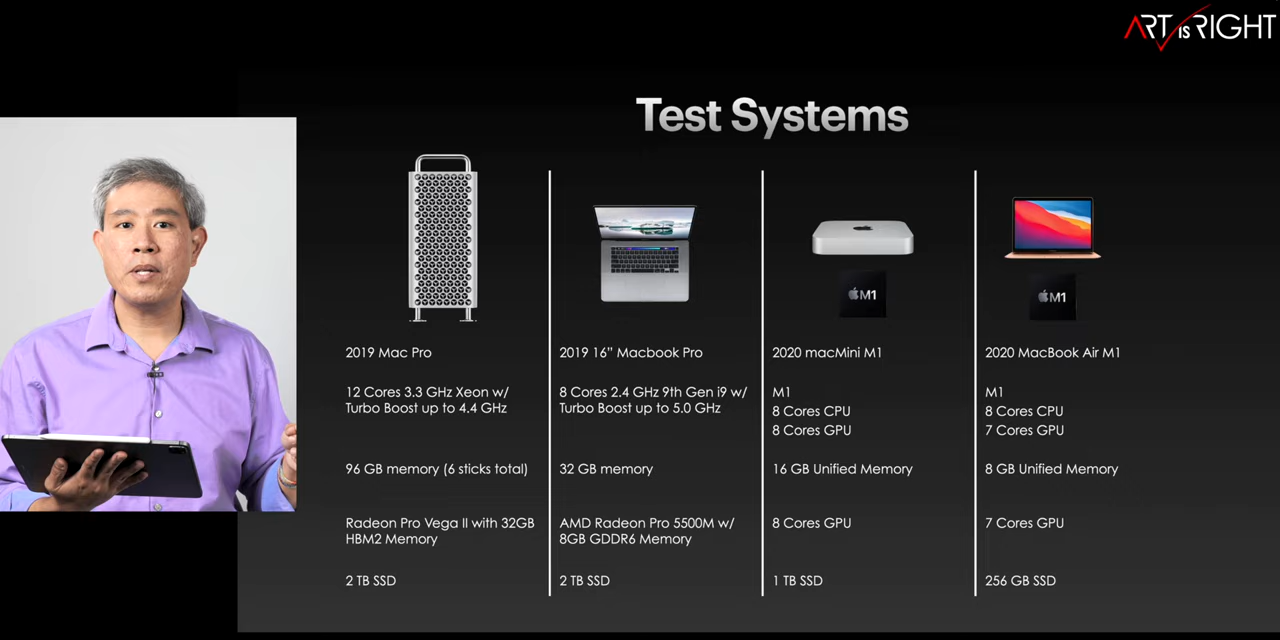 ART IS RIGHT
Test Systems
M1
M1
2019 Mac Pro
12 Cores 3.3 GHz Xeon w/
Turbo Boost up to 4.4 GHz
96 GB memory (6 sticks total)
Radeon Pro Vega II with 32GB
HBM2 Memory
2 TB SSD
2019 16” Macbook Pro
8 Cores 2.4 GHz 9th Gen i9 w/
Turbo Boost up to 5.0 GHz
32 GB memory
AMD Radeon Pro 5500M w/
8GB GDDR6 Memory
2 TB SSD
2020 macMini M1
M1
8 Cores CPU
8 Cores GPU
16 GB Unified Memory
8 Cores GPU
1 TB SSD
2020 MacBook Air M1
M1
8 Cores CPU
7 Cores GPU
8 GB Unified Memory
7 Cores GPU
256 GB SSD